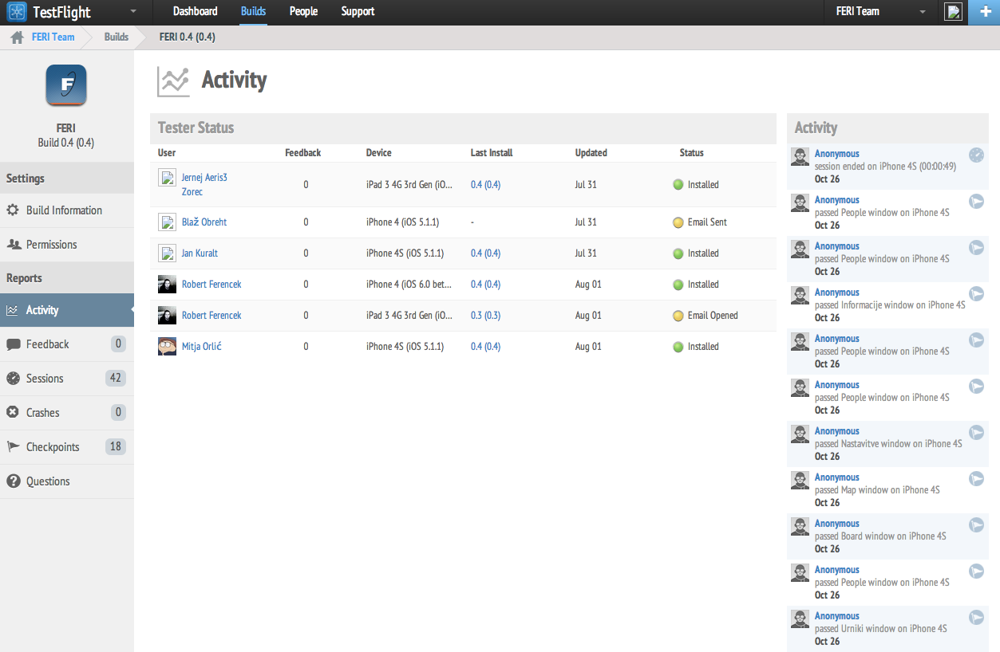 TestFlight
Dashboard Builds People Support
FERI Team
FERI Team Builds FERI 0.4 (0.4)
F
FERI
Build 0.4 (0.4)
Settings
Build Information
Permissions
Reports
Activity
Feedback 0
Sessions 42
Crashes 0
Checkpoints 18
Questions
Activity
Tester Status
User Feedback Device Last Install Updated Status
Jernej Aeris3
Zorec 0 iPad 3 4G 3rd Gen (iO... 0.4 (0.4) Jul 31 Installed
Blaž Obreht 0 iPhone 4 (iOS 5.1.1) - Jul 31 Email Sent
Jan Kuralt 0 iPhone 4S (iOS 5.1.1) 0.4 (0.4) Jul 31 Installed
Robert Ferencek 0 iPhone 4 (iOS 6.0 bet... 0.4 (0.4) Aug 01 Installed
Robert Ferencek 0 iPad 3 4G 3rd Gen (iO... 0.3 (0.3) Aug 01 Email Opened
Mitja Orlić 0 iPhone 4S (iOS 5.1.1) 0.4 (0.4) Aug 01 Installed
Activity
Anonymous
session ended on iPhone 4S (00:00:49)
Oct 26
Anonymous
passed People window on iPhone 4S
Oct 26
Anonymous
passed People window on iPhone 4S
Oct 26
Anonymous
passed Informacije window on iPhone 4S
Oct 26
Anonymous
passed People window on iPhone 4S
Oct 26
Anonymous
passed People window on iPhone 4S
Oct 26
Anonymous
passed Nastavitve window on iPhone 4S
Oct 26
Anonymous
passed Map window on iPhone 4S
Oct 26
Anonymous
passed Board window on iPhone 4S
Oct 26
Anonymous
passed People window on iPhone 4S
Oct 26
Anonymous
passed Urniki window on iPhone 4S
Oct 26